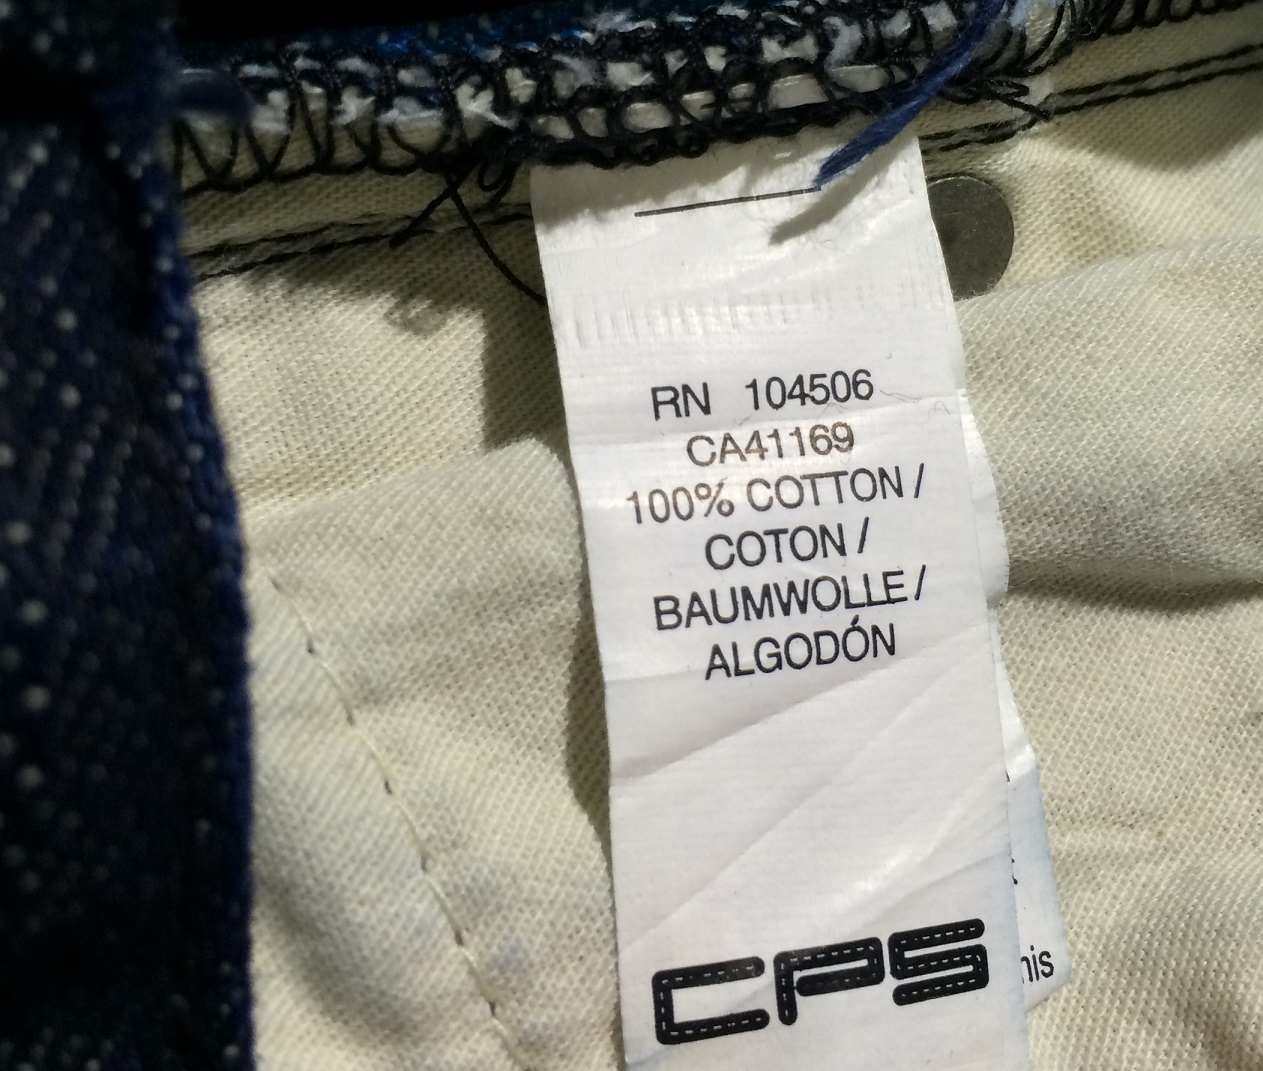 RN 104506
CA41169
100% COTTON /
COTON /
BAUMWOLLE /
ALGODÓN
CPS